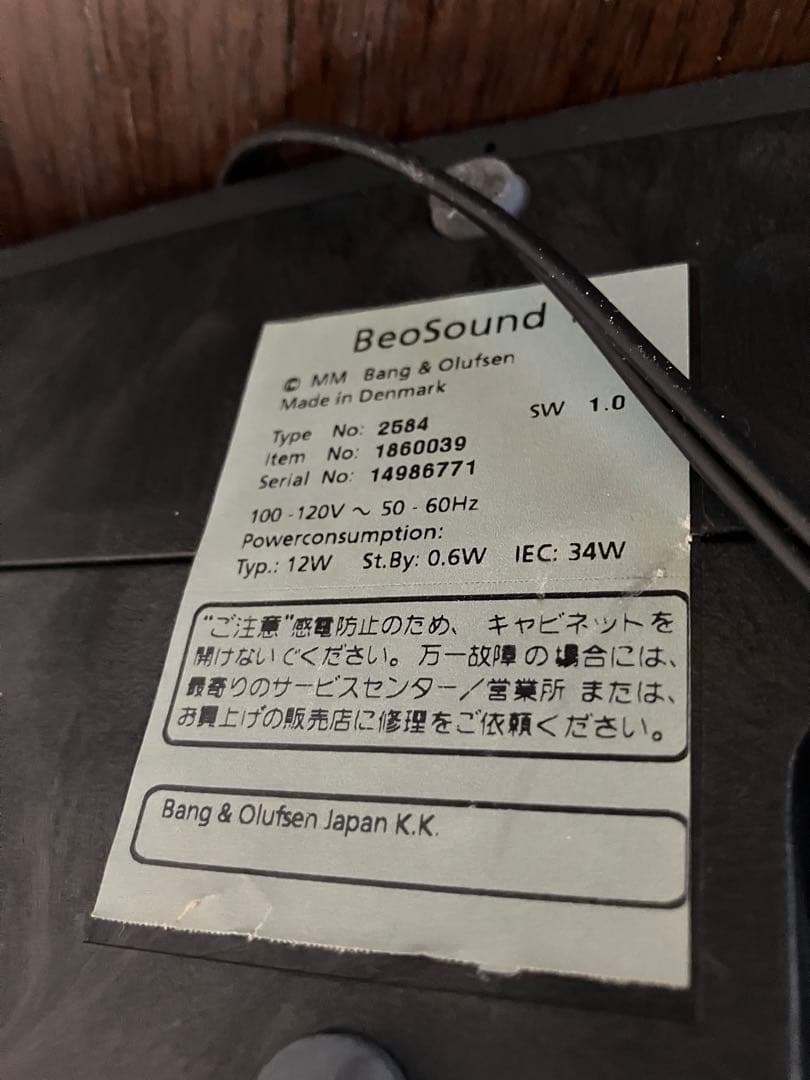 BeoSound
© MM Bang & Olufsen
Made in Denmark
SW 1.0
Type No: 2584
Item No: 1860039
Serial No: 14986771
100 - 120V ~ 50 - 60Hz
Powerconsumption:
Typ.: 12W St.By: 0.6W IEC: 34W
"ご注意"感電防止のため、キャビネットを
開けないでください。万一故障の場合には、
最寄りのサービスセンター／営業所 または、
お買上げの販売店に修理をご依頼ください。
Bang & Olufsen Japan K.K.